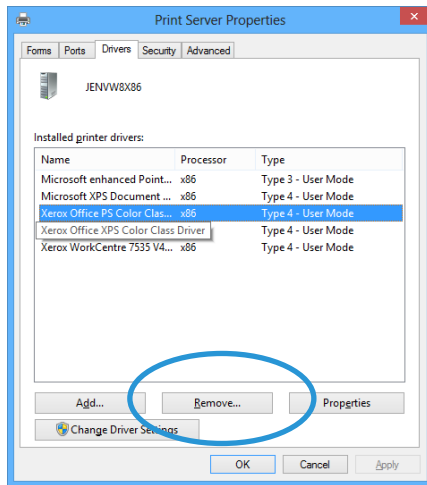 Print Server Properties
Forms Ports Drivers Security Advanced
JENVW8X86
Installed printer drivers:
Name Processor Type
Microsoft enhanced Point... x86 Type 3 - User Mode
Microsoft XPS Document ... x86 Type 4 - User Mode
Xerox Office PS Color Clas... x86 Type 4 - User Mode
Xerox Office XPS Color Class Driver Type 4 - User Mode
Xerox WorkCentre 7535 V4... x86 Type 4 - User Mode
Add... Remove... Properties
Change Driver Settings
OK Cancel Apply